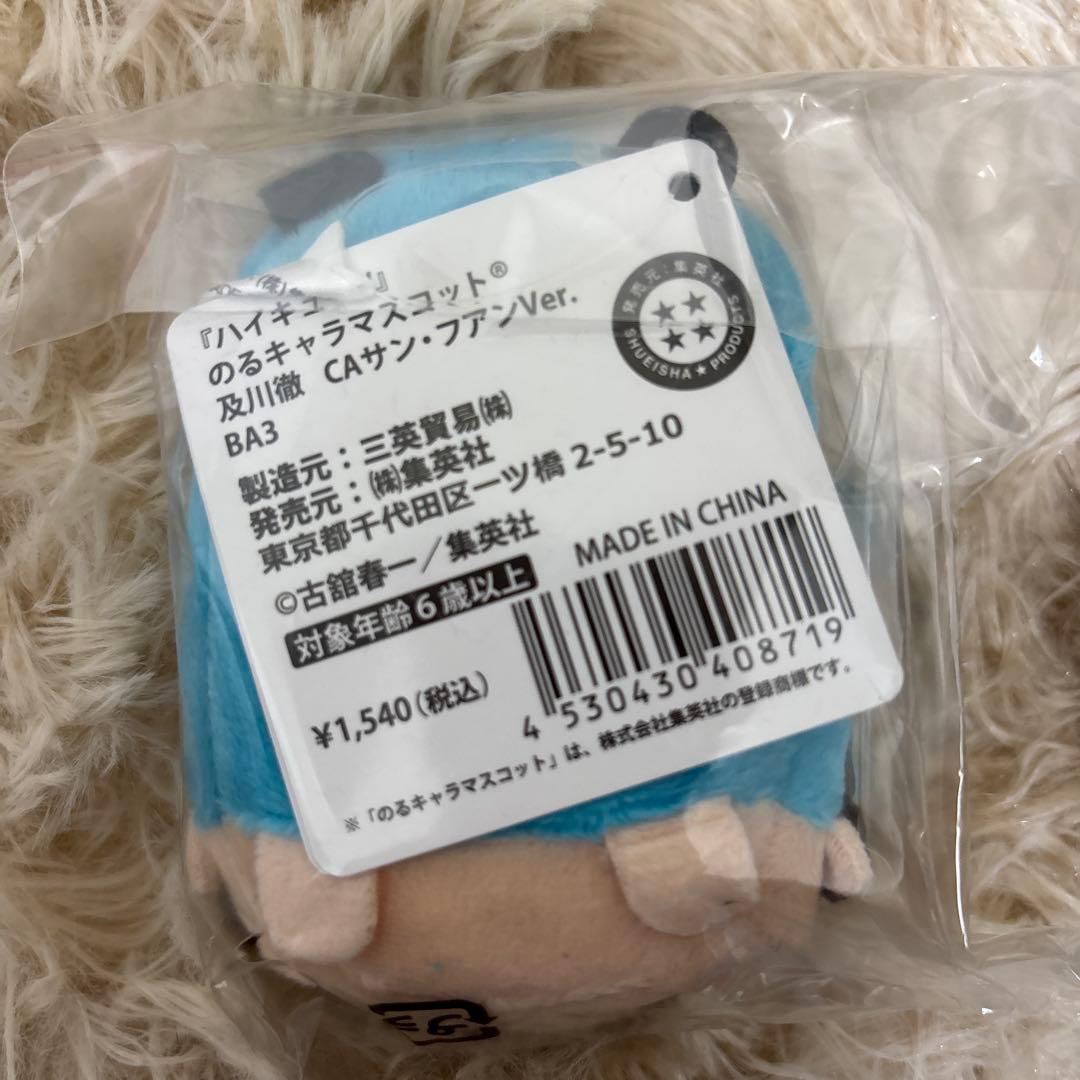 『ハイキュー!!』
のるキャラマスコット®
及川徹 CAサン・フアンVer.
BA3
製造元：三英貿易㈱
発売元：㈱集英社
東京都千代田区一ツ橋 2-5-10
©古舘春一／集英社
対象年齢６歳以上
¥1,540（税込）
発売元：集英社
SHUEISHA★PRODUCTS
MADE IN CHINA
4 530430 408719
※「のるキャラマスコット」は、株式会社集英社の登録商標です。